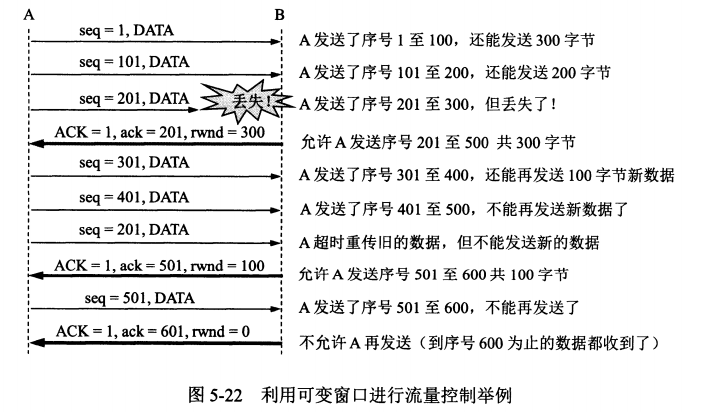 A B
seq = 1, DATA A 发送了序号 1 至 100，还能发送 300 字节
seq = 101, DATA A 发送了序号 101 至 200，还能发送 200 字节
seq = 201, DATA 丢失！ A 发送了序号 201 至 300，但丢失了！
ACK = 1, ack = 201, rwnd = 300 允许 A 发送序号 201 至 500 共 300 字节
seq = 301, DATA A 发送了序号 301 至 400，还能再发送 100 字节新数据
seq = 401, DATA A 发送了序号 401 至 500，不能再发送新数据了
seq = 201, DATA A 超时重传旧的数据，但不能发送新的数据
ACK = 1, ack = 501, rwnd = 100 允许 A 发送序号 501 至 600 共 100 字节
seq = 501, DATA A 发送了序号 501 至 600，不能再发送了
ACK = 1, ack = 601, rwnd = 0 不允许 A 再发送（到序号 600 为止的数据都收到了）
图 5-22 利用可变窗口进行流量控制举例